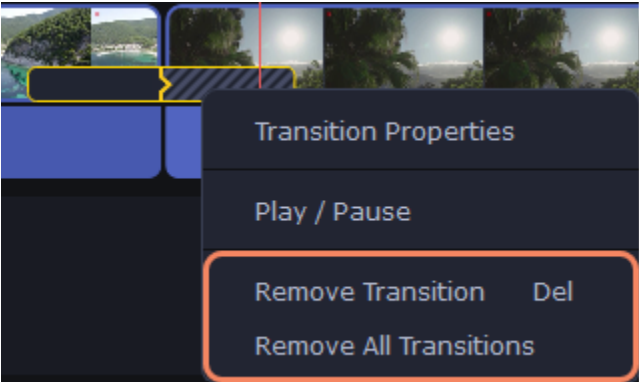 Transition Properties
Play / Pause
Remove Transition Del
Remove All Transitions